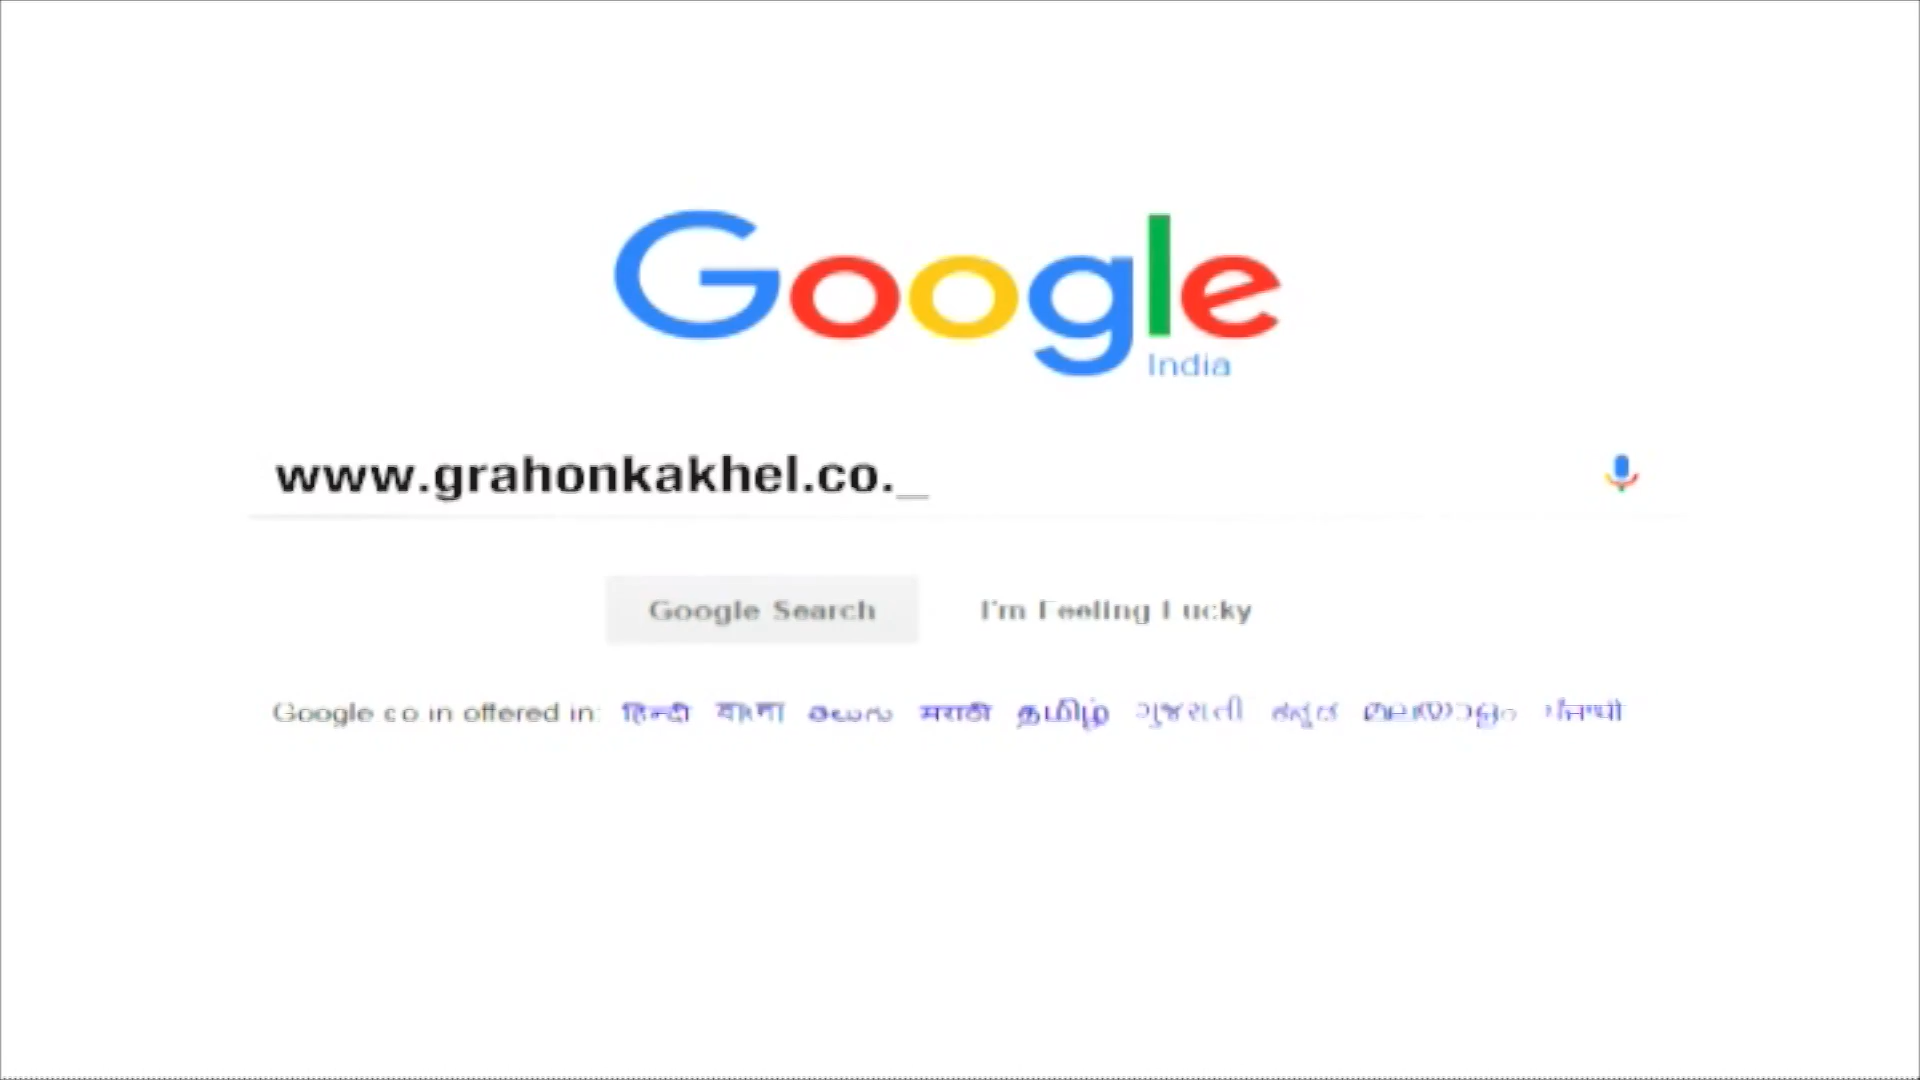 Google
India
www.grahonkakhel.co._
Google Search I'm Feeling Lucky
Google co in offered in: हिन्दी বাংলা తెలుగు मराठी தமிழ் ગુજરાતી ಕನ್ನಡ മലയാളം ਪੰਜਾਬੀ